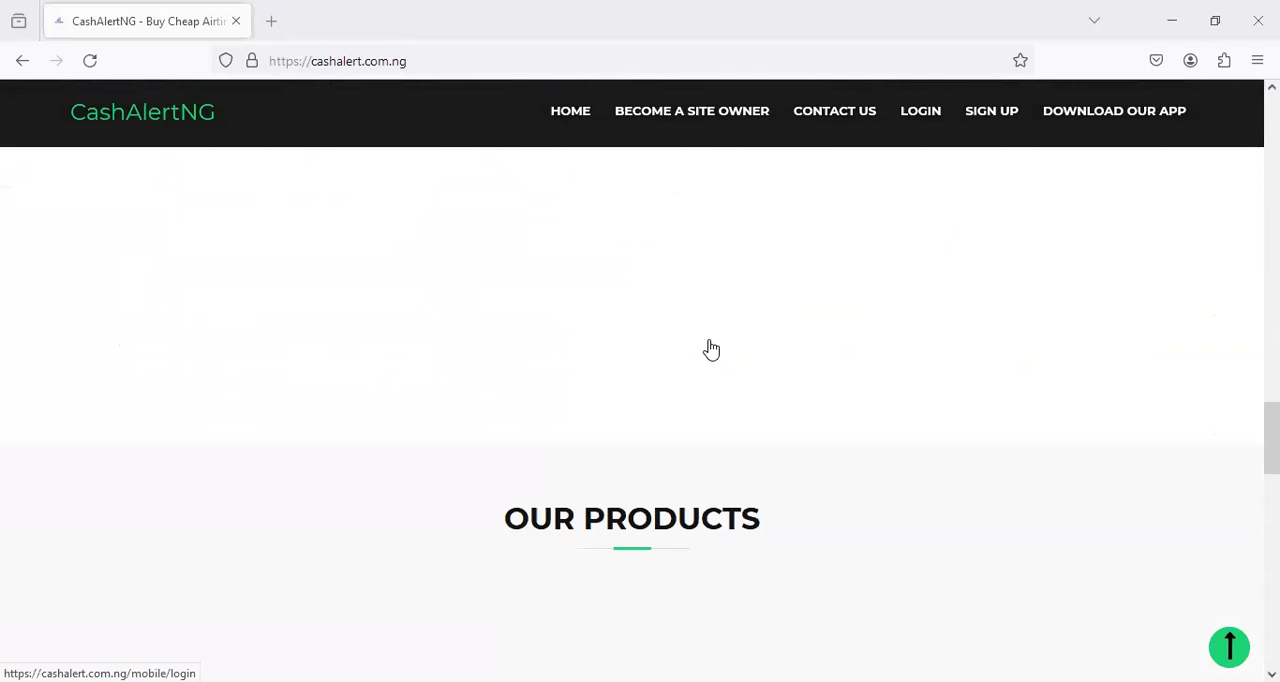 CashAlertNG - Buy Cheap Airtir
https://cashalert.com.ng
CashAlertNG
HOME BECOME A SITE OWNER CONTACT US LOGIN SIGN UP DOWNLOAD OUR APP
OUR PRODUCTS
https://cashalert.com.ng/mobile/login